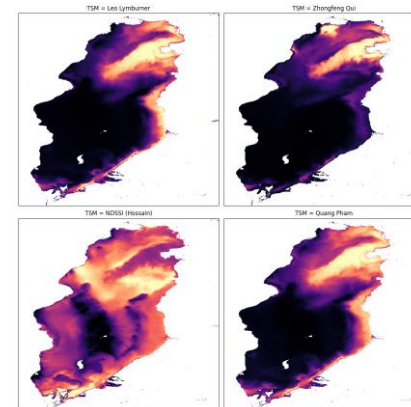 TSM = Leo Lymburner
TSM = Zhongfeng Qui
TSM = NDSSI (Hossain)
TSM = Quang Pham